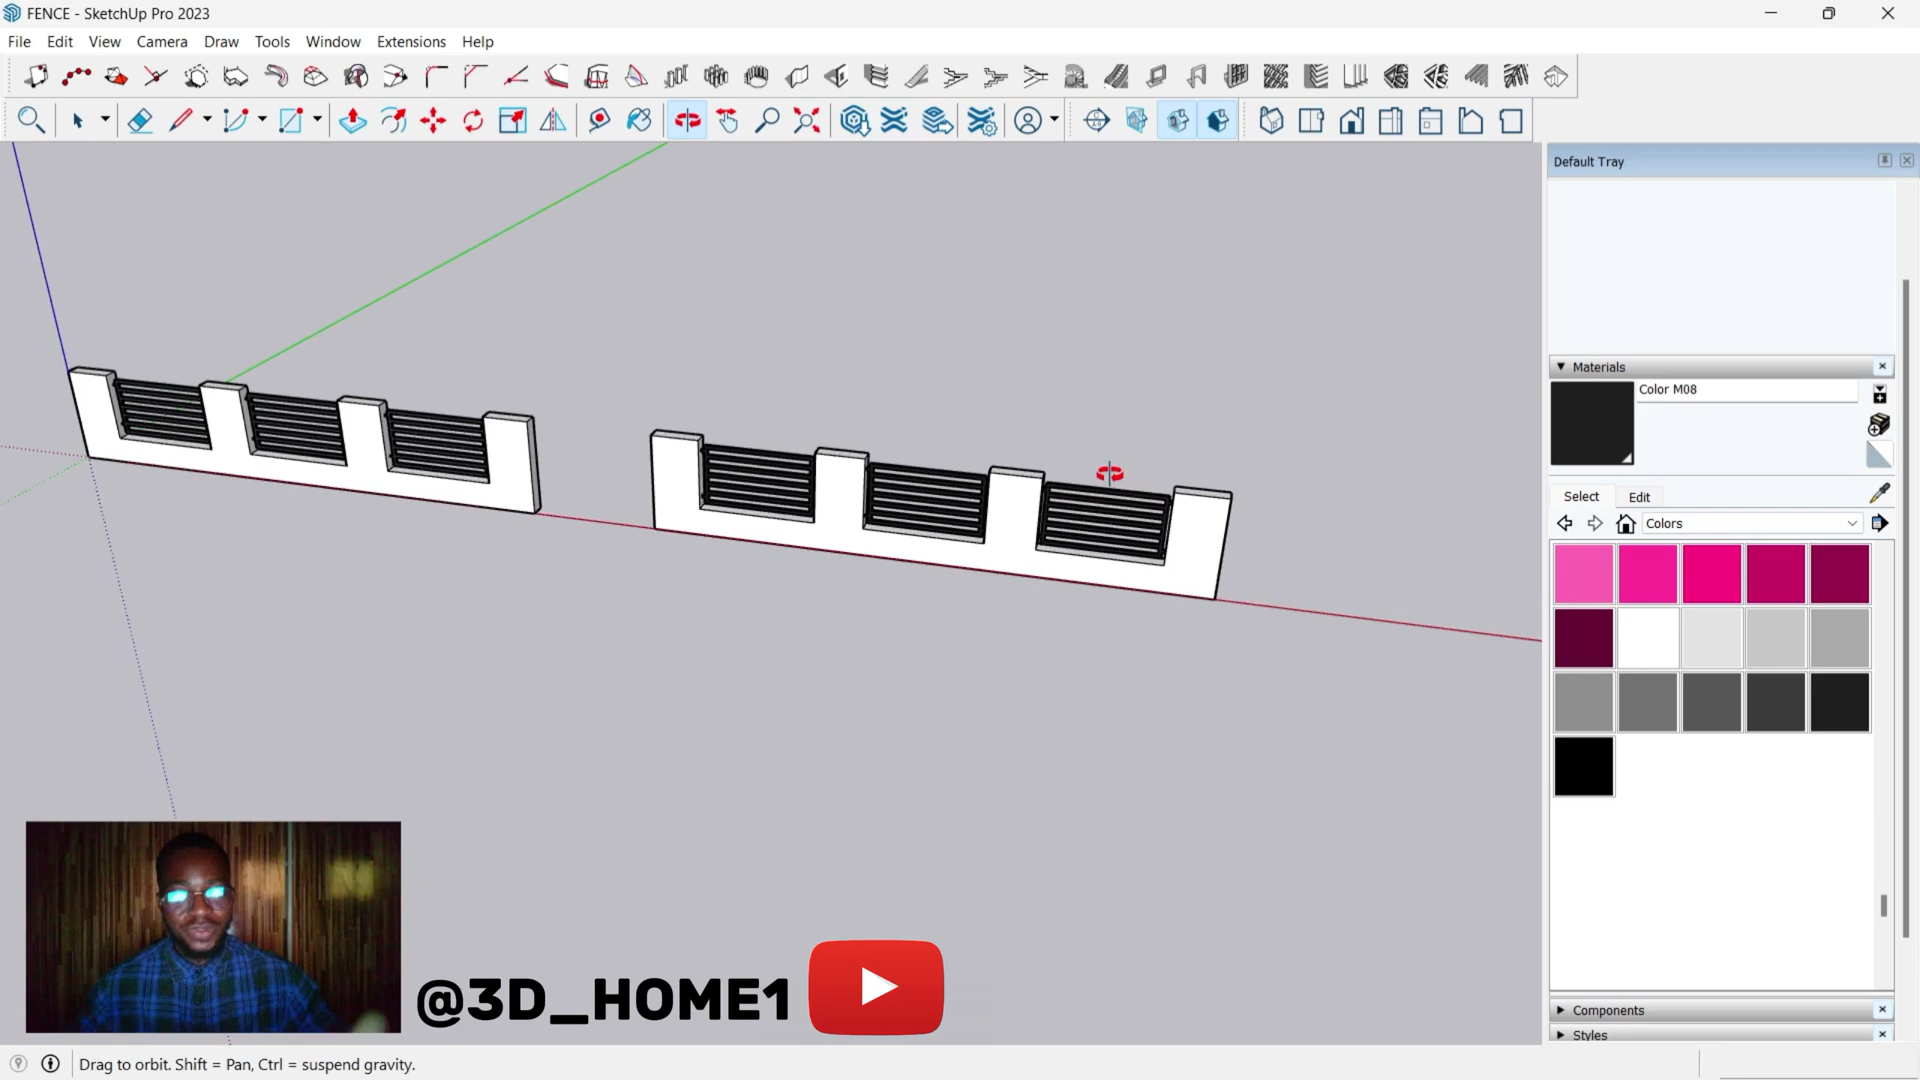 FENCE - SketchUp Pro 2023
File Edit View Camera Draw Tools Window Extensions Help
Default Tray
Materials
Color M08
Select Edit
Colors
Components
Styles
@3D_HOME1
Drag to orbit. Shift = Pan, Ctrl = suspend gravity.